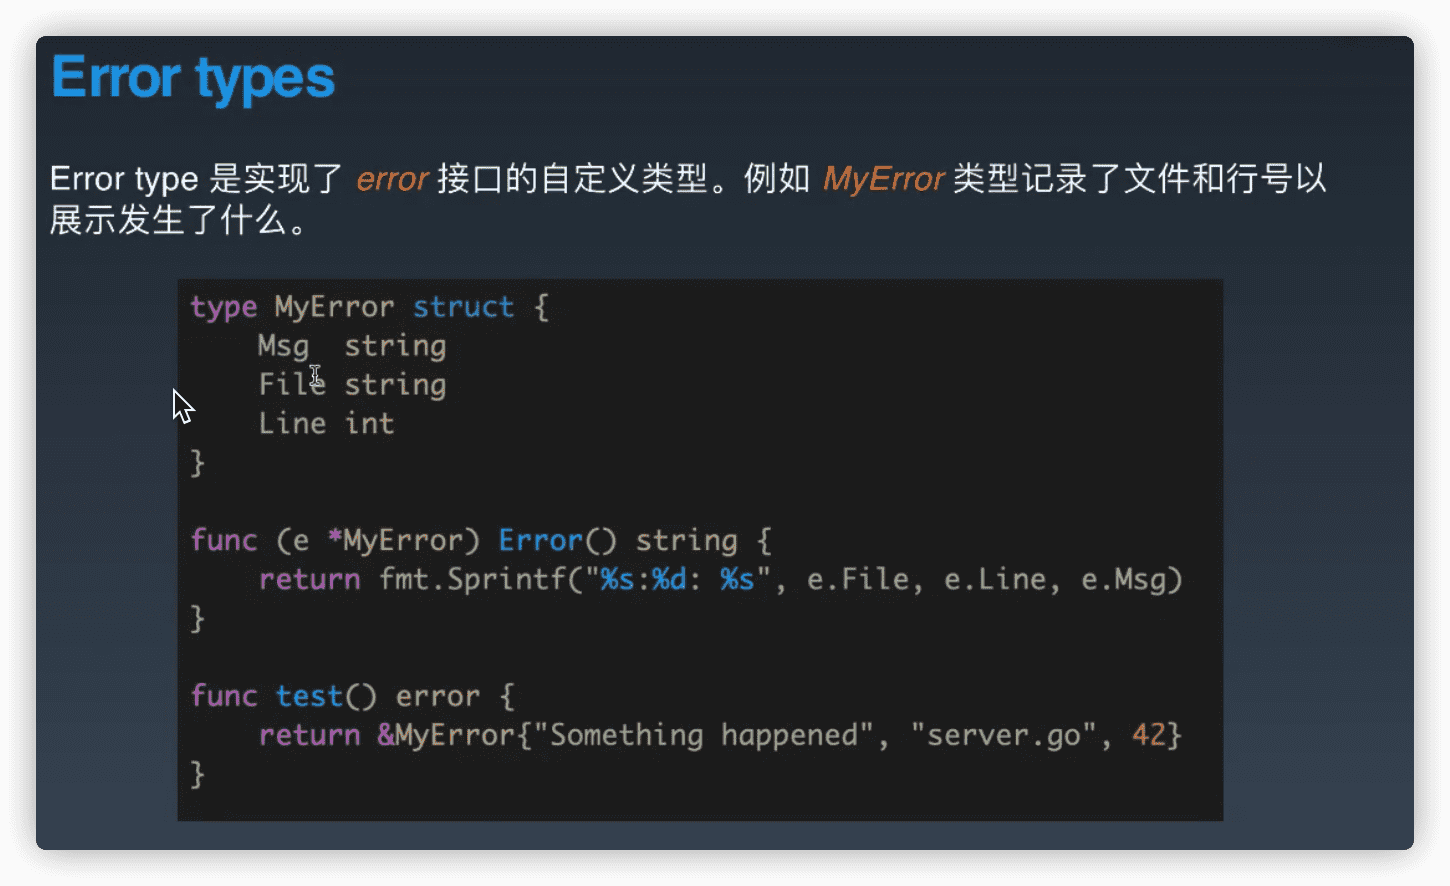 Error types
Error type 是实现了 error 接口的自定义类型。例如 MyError 类型记录了文件和行号以
展示发生了什么。
type MyError struct {
    Msg  string
    File string
    Line int
}
func (e *MyError) Error() string {
    return fmt.Sprintf("%s:%d: %s", e.File, e.Line, e.Msg)
}
func test() error {
    return &MyError{"Something happened", "server.go", 42}
}